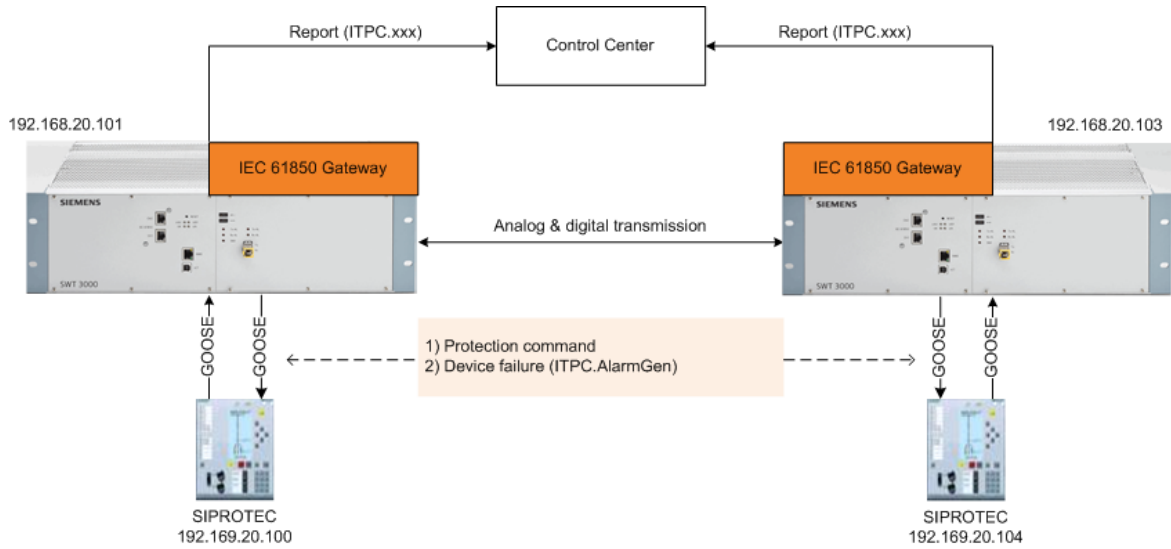 Report (ITPC.xxx)
Control Center
Report (ITPC.xxx)
192.168.20.101
192.168.20.103
IEC 61850 Gateway
IEC 61850 Gateway
SIEMENS
SIEMENS
Analog & digital transmission
SWT 3000
SWT 3000
GOOSE
GOOSE
1) Protection command
2) Device failure (ITPC.AlarmGen)
GOOSE
GOOSE
SIPROTEC
192.169.20.100
SIPROTEC
192.169.20.104